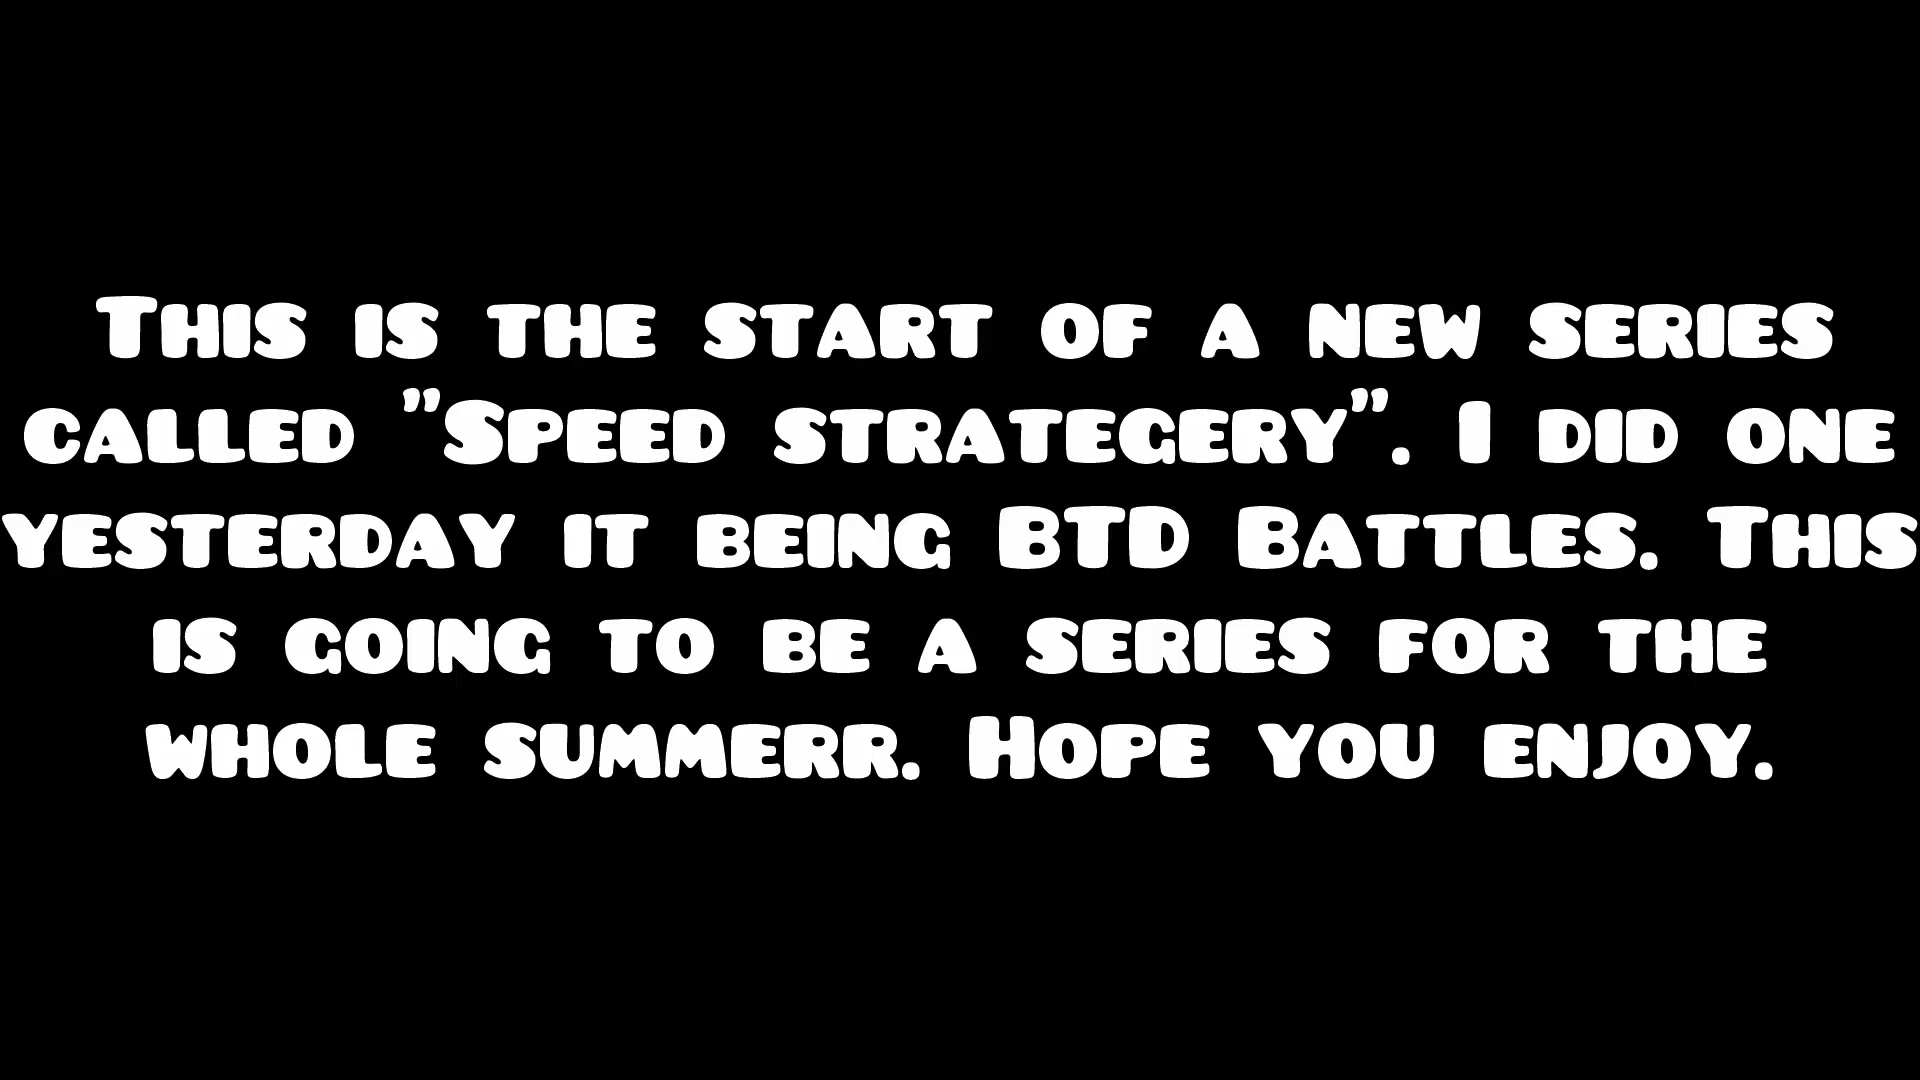 This is the start of a new series
called "Speed strategery". I did one
yesterday it being BTD Battles. This
is going to be a series for the
whole summerr. Hope you enjoy.